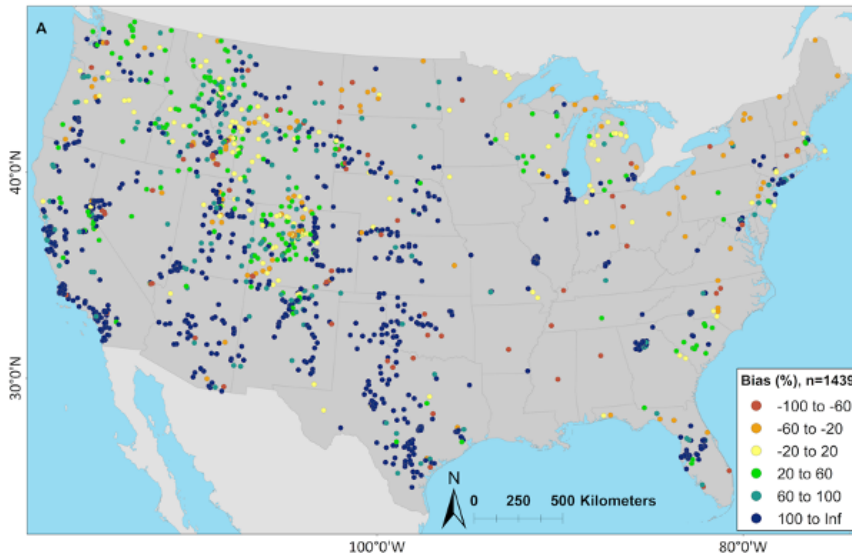 A
40°0'N
30°0'N
Bias (%), n=1439
-100 to -60
-60 to -20
-20 to 20
20 to 60
60 to 100
100 to Inf
N
0 250 500 Kilometers
100°0'W
80°0'W